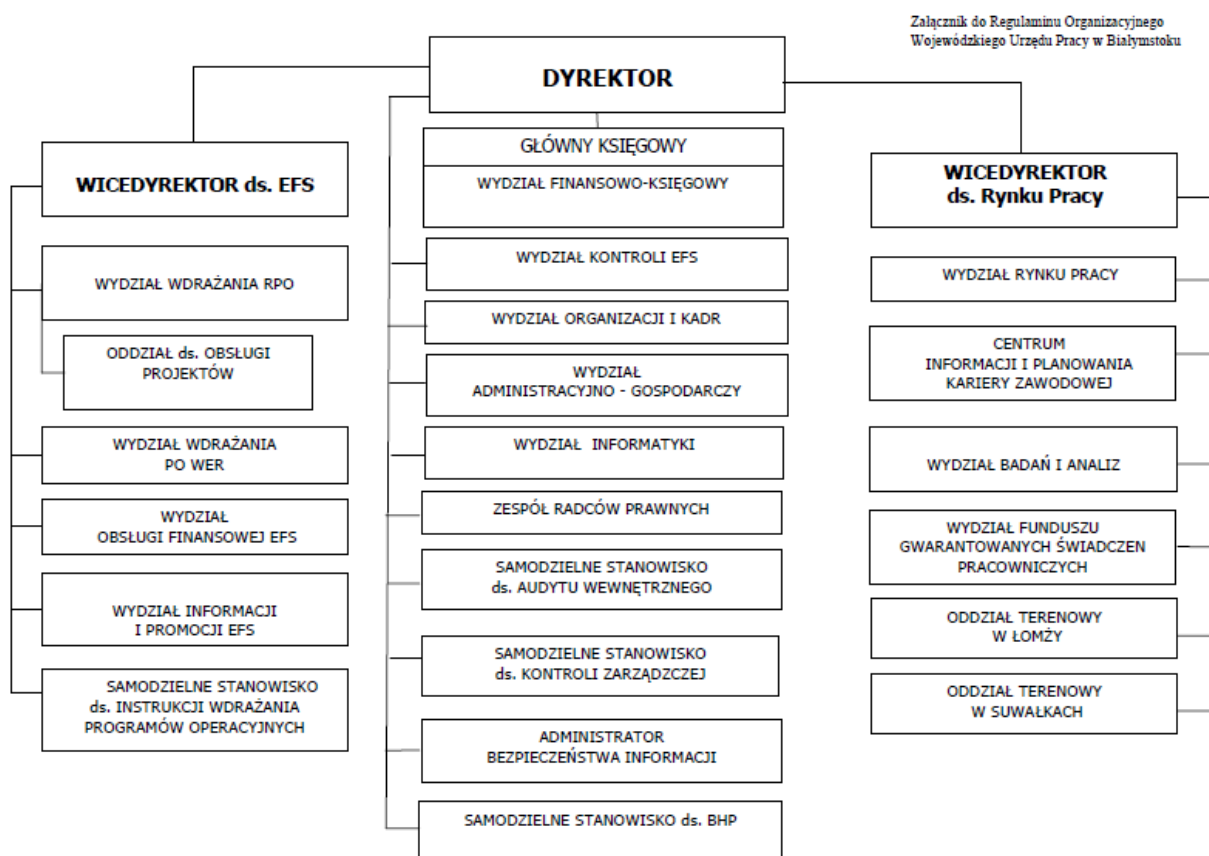 Załącznik do Regulaminu Organizacyjnego
Wojewódzkiego Urzędu Pracy w Białymstoku
DYREKTOR
WICEDYREKTOR ds. EFS
WYDZIAŁ WDRAŻANIA RPO
ODDZIAŁ ds. OBSŁUGI
PROJEKTÓW
WYDZIAŁ WDRAŻANIA
PO WER
WYDZIAŁ
OBSŁUGI FINANSOWEJ EFS
WYDZIAŁ INFORMACJI
I PROMOCJI EFS
SAMODZIELNE STANOWISKO
ds. INSTRUKCJI WDRAŻANIA
PROGRAMÓW OPERACYJNYCH
GŁÓWNY KSIĘGOWY
WYDZIAŁ FINANSOWO-KSIĘGOWY
WYDZIAŁ KONTROLI EFS
WYDZIAŁ ORGANIZACJI I KADR
WYDZIAŁ
ADMINISTRACYJNO - GOSPODARCZY
WYDZIAŁ INFORMATYKI
ZESPÓŁ RADCÓW PRAWNYCH
SAMODZIELNE STANOWISKO
ds. AUDYTU WEWNĘTRZNEGO
SAMODZIELNE STANOWISKO
ds. KONTROLI ZARZĄDZCZEJ
ADMINISTRATOR
BEZPIECZEŃSTWA INFORMACJI
SAMODZIELNE STANOWISKO ds. BHP
WICEDYREKTOR
ds. Rynku Pracy
WYDZIAŁ RYNKU PRACY
CENTRUM
INFORMACJI I PLANOWANIA
KARIERY ZAWODOWEJ
WYDZIAŁ BADAŃ I ANALIZ
WYDZIAŁ FUNDUSZU
GWARANTOWANYCH ŚWIADCZEN
PRACOWNICZYCH
ODDZIAŁ TERENOWY
W ŁOMŻY
ODDZIAŁ TERENOWY
W SUWAŁKACH